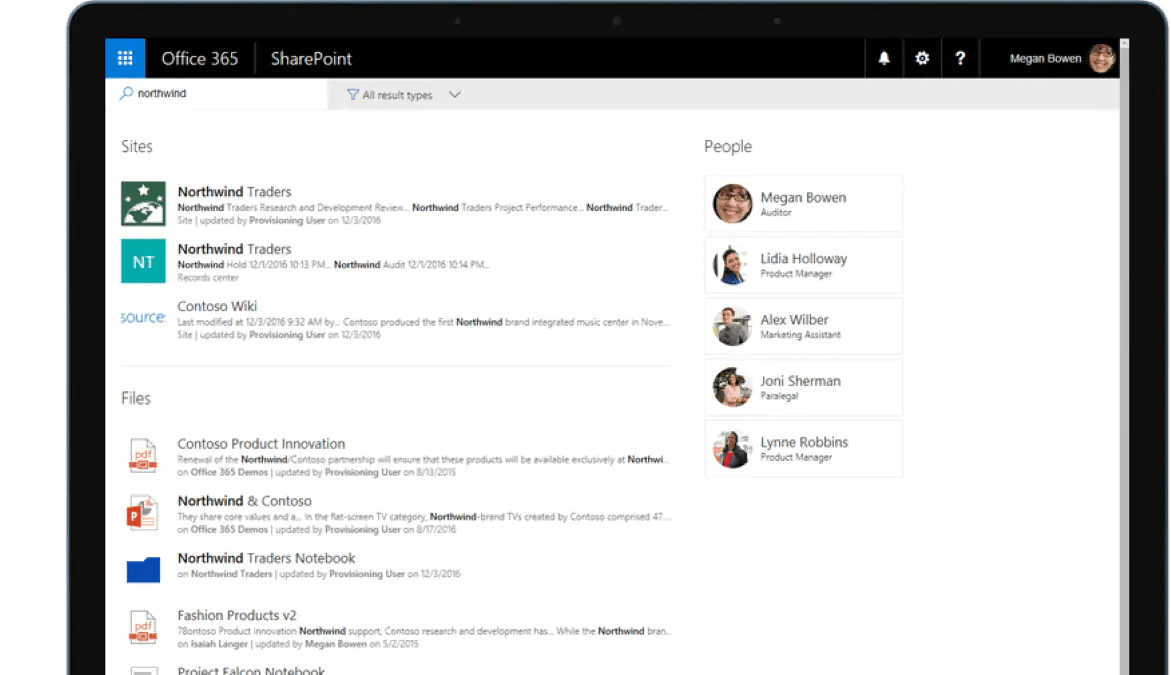 Office 365
SharePoint
?
Megan Bowen
northwind
All result types
Sites
Northwind Traders
Northwind Traders Research and Development Review... Northwind Traders Project Performance... Northwind Trader...
Site | updated by Provisioning User on 12/3/2016
NT
Northwind Traders
Northwind Hold 12/1/2016 10:13 PM... Northwind Audit 12/1/2016 10:14 PM...
Records center
source
Contoso Wiki
Last modified at 12/3/2016 9:32 AM by... Contoso produced the first Northwind brand integrated music center in Nove...
Site | updated by Provisioning User on 12/3/2016
Files
pdf
Contoso Product Innovation
Renewal of the Northwind/Contoso partnership will ensure that these products will be available exclusively at Northwi...
on Office 365 Demos | updated by Provisioning User on 8/13/2015
P
Northwind & Contoso
They share core values and a... In the flat-screen TV category, Northwind-brand TVs created by Contoso comprised 47....
on Office 365 Demos | updated by Provisioning User on 8/17/2016
Northwind Traders Notebook
on Northwind Traders | updated by Provisioning User on 12/3/2016
pdf
Fashion Products v2
78ontoso Product Innovation Northwind support, Contoso research and development has... While the Northwind bran...
on Isaiah Langer | updated by Megan Bowen on 5/2/2015
Project Falcon Notebook
People
Megan Bowen
Auditor
Lidia Holloway
Product Manager
Alex Wilber
Marketing Assistant
Joni Sherman
Paralegal
Lynne Robbins
Product Manager